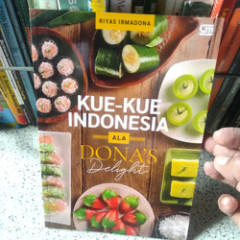 RIYAS IRMADONA
KUE-KUE
INDONESIA
ALA
DONA'S
Delight